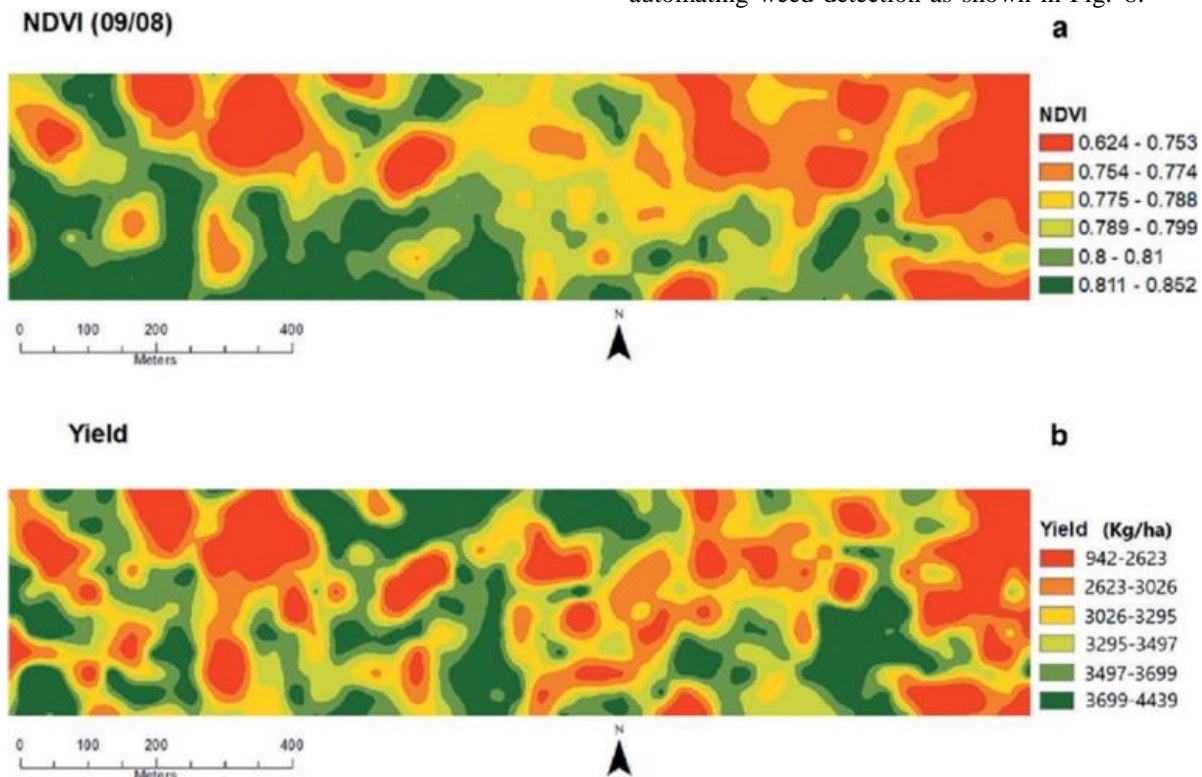 automating weed detection as shown in Fig. 8.
NDVI (09/08)
a
NDVI
0.624 - 0.753
0.754 - 0.774
0.775 - 0.788
0.789 - 0.799
0.8 - 0.81
0.811 - 0.852
0 100 200 400
Meters
N
Yield
b
Yield (Kg/ha)
942-2623
2623-3026
3026-3295
3295-3497
3497-3699
3699-4439
0 100 200 400
Meters
N